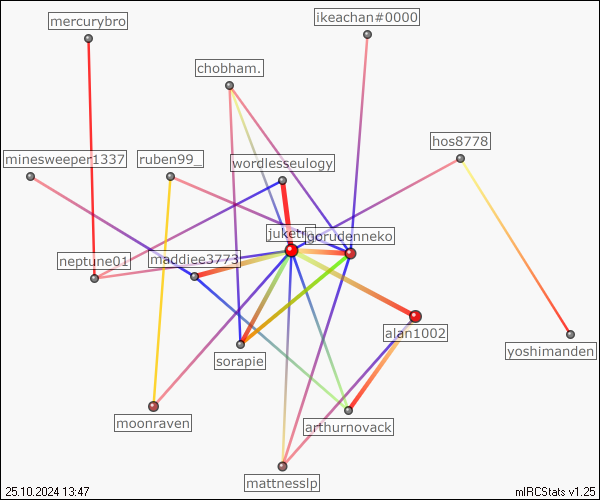 mercurybro
ikeachan#0000
chobham.
hos8778
minesweeper1337
ruben99_
wordlesseulogy
gorudenneko
neptune01
maddiee3773
alan1002
sorapie
yoshimanden
moonraven
arthurnovack
mattnesslp
25.10.2024 13:47
mIRCStats v1.25